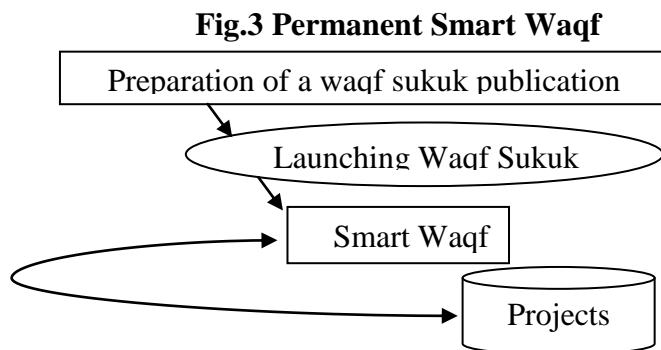 Fig.3 Permanent Smart Waqf
Preparation of a waqf sukuk publication
Launching Waqf Sukuk
Smart Waqf
Projects